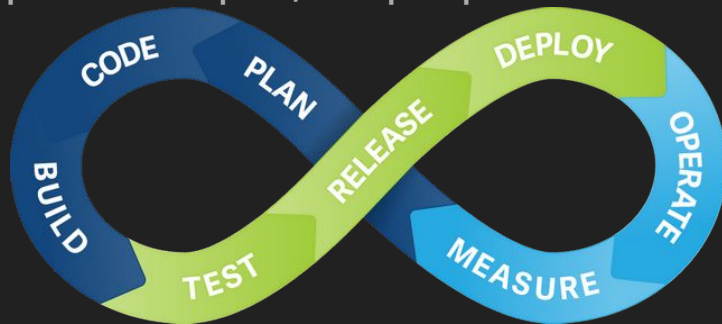 PLAN
CODE
BUILD
TEST
RELEASE
DEPLOY
OPERATE
MEASURE